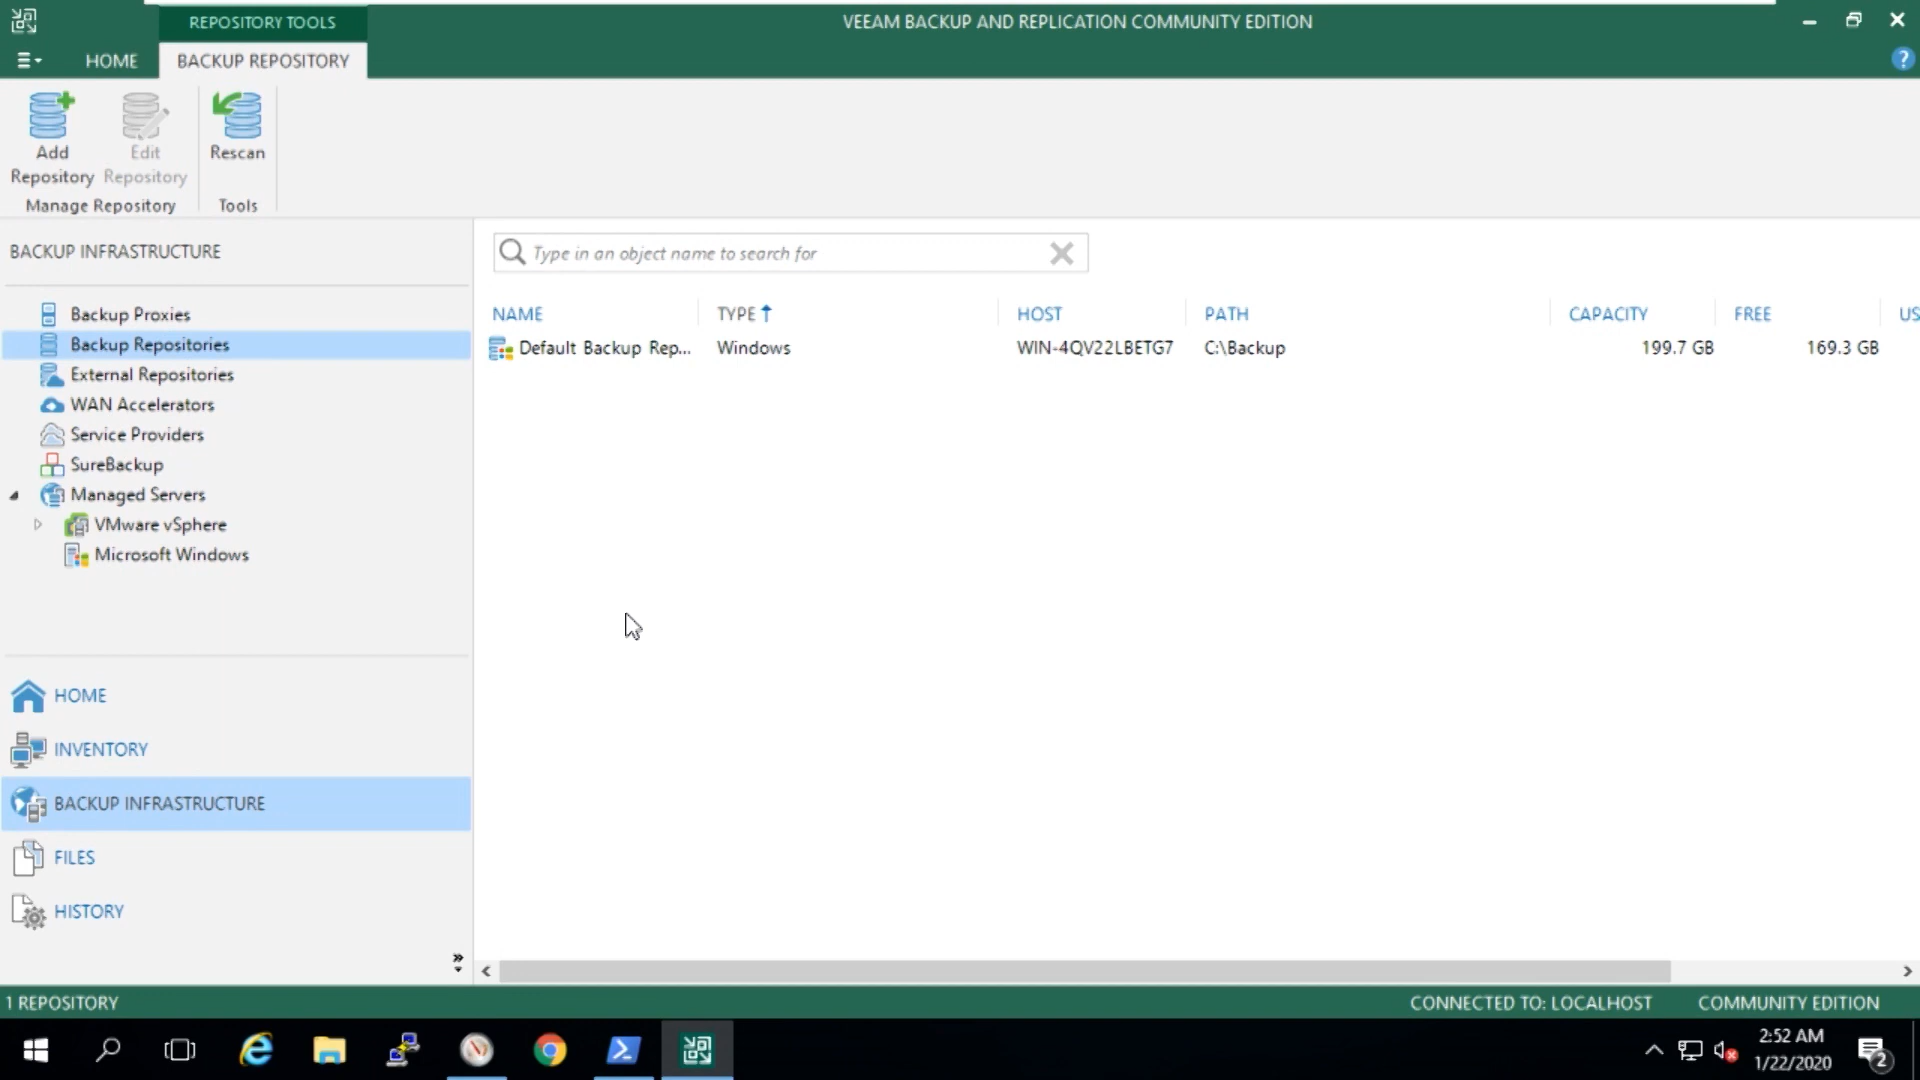 REPOSITORY TOOLS
VEEAM BACKUP AND REPLICATION COMMUNITY EDITION
HOME
BACKUP REPOSITORY
?
Add Repository
Edit Repository
Rescan
Manage Repository
Tools
BACKUP INFRASTRUCTURE
Type in an object name to search for
Backup Proxies
Backup Repositories
External Repositories
WAN Accelerators
Service Providers
SureBackup
Managed Servers
VMware vSphere
Microsoft Windows
NAME TYPE HOST PATH CAPACITY FREE US
Default Backup Rep... Windows WIN-4QV22LBETG7 C:\Backup 199.7 GB 169.3 GB
HOME
INVENTORY
BACKUP INFRASTRUCTURE
FILES
HISTORY
1 REPOSITORY
CONNECTED TO: LOCALHOST
COMMUNITY EDITION
2:52 AM
1/22/2020
2